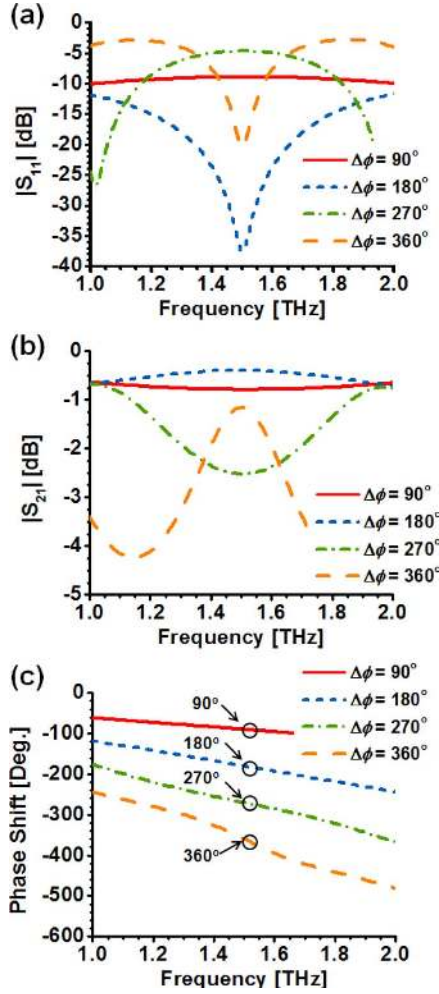 (a)
0
-5
-10
-15
-20
-25
-30
-35
-40
|S11| [dB]
Δϕ = 90°
Δϕ = 180°
Δϕ = 270°
Δϕ = 360°
1.0 1.2 1.4 1.6 1.8 2.0
Frequency [THz]
(b)
0
-1
-2
-3
-4
-5
|S21| [dB]
Δϕ = 90°
Δϕ = 180°
Δϕ = 270°
Δϕ = 360°
1.0 1.2 1.4 1.6 1.8 2.0
Frequency [THz]
(c)
Δϕ = 90°
Δϕ = 180°
Δϕ = 270°
Δϕ = 360°
0
-100
-200
-300
-400
-500
-600
Phase Shift [Deg.]
90°
180°
270°
360°
1.0 1.2 1.4 1.6 1.8 2.0
Frequency [THz]